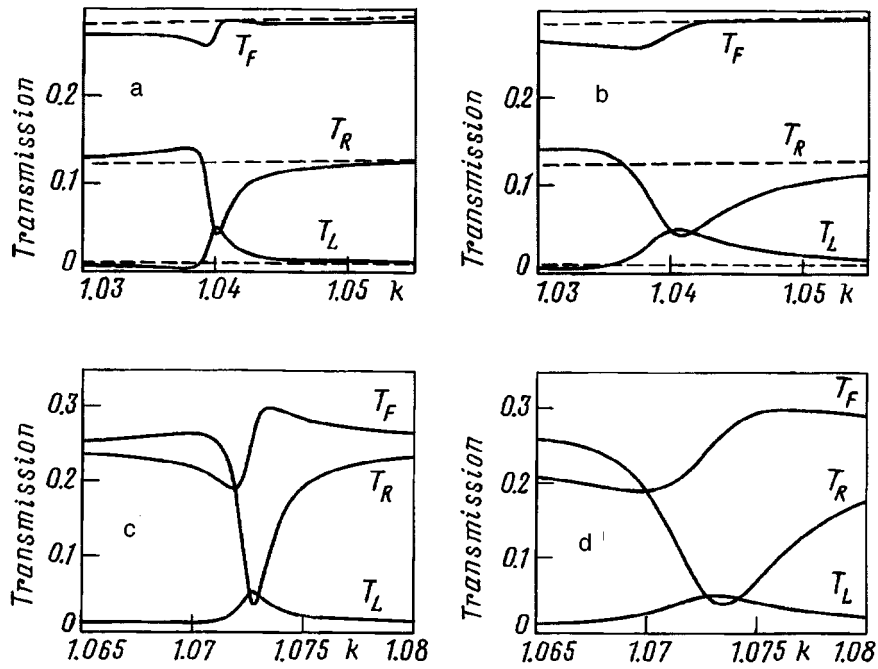 Transmission
0.2
0.1
0
a
T_F
T_R
T_L
1.03 1.04 1.05 k
Transmission
0.2
0.1
0
b
T_F
T_R
T_L
1.03 1.04 1.05 k
Transmission
0.3
0.2
0.1
0
c
T_F
T_R
T_L
1.065 1.07 1.075 k 1.08
Transmission
0.3
0.2
0.1
0
d
T_F
T_R
T_L
1.065 1.07 1.075 k 1.08